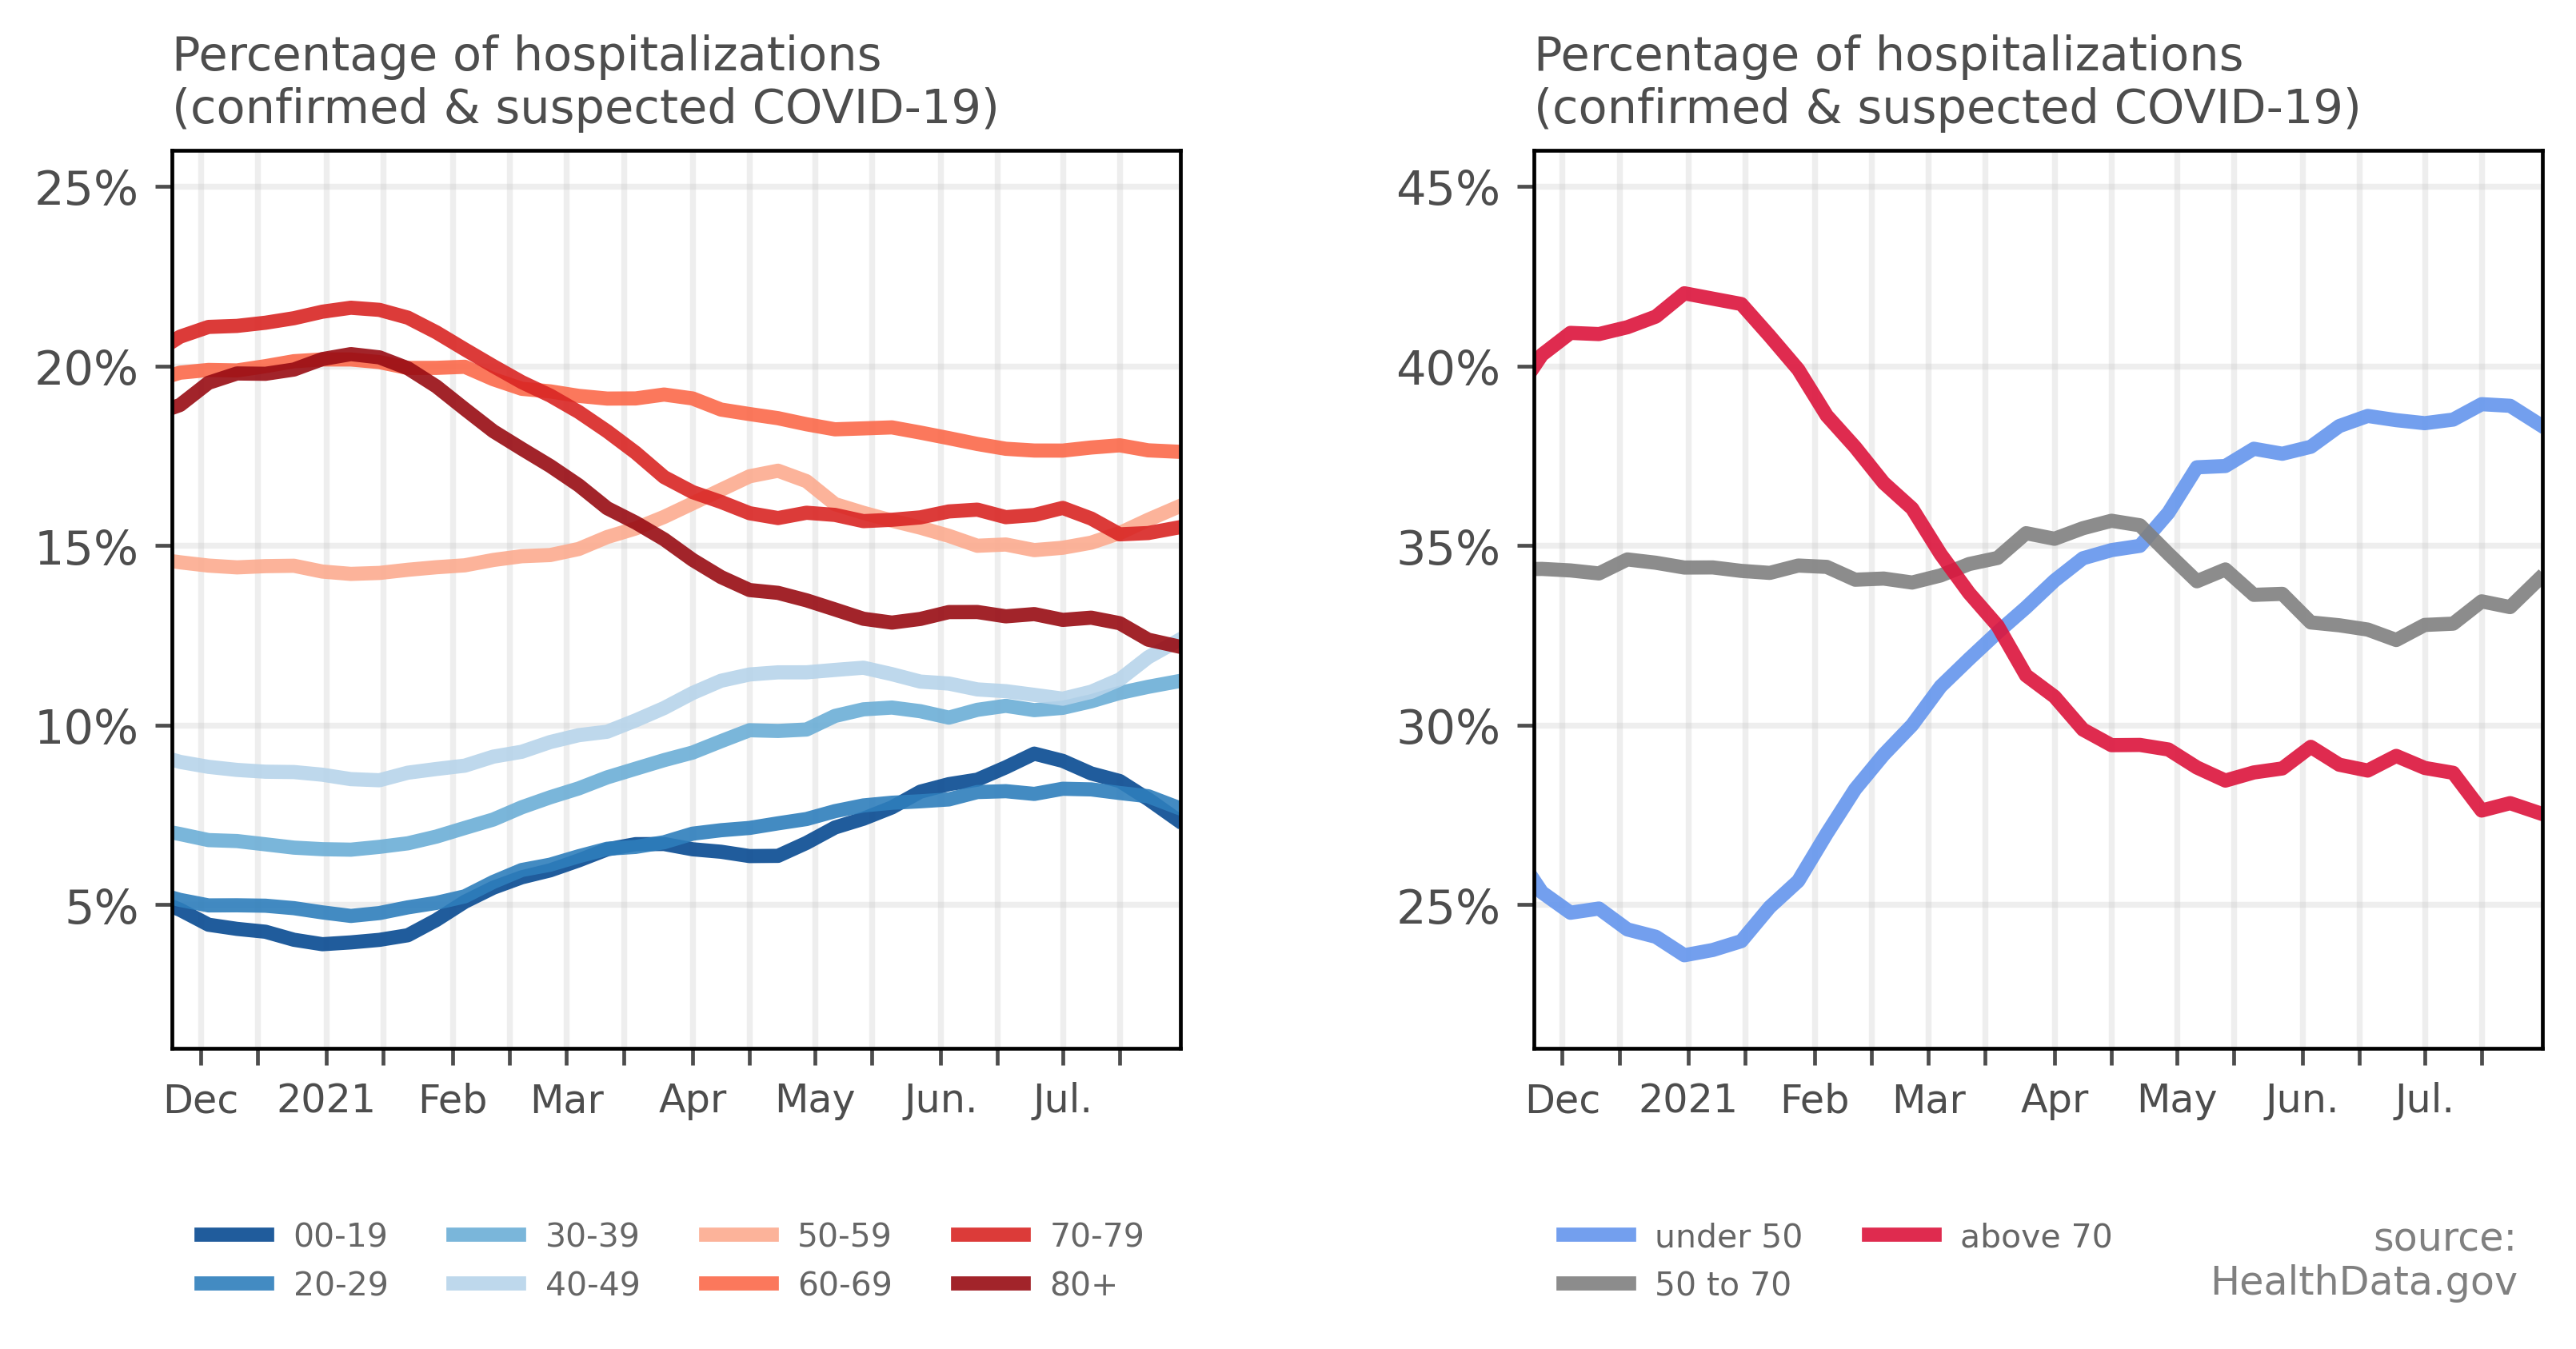 Percentage of hospitalizations
(confirmed & suspected COVID-19)
25%
20%
15%
10%
5%
Dec 2021 Feb Mar Apr May Jun. Jul.
00-19 30-39 50-59 70-79
20-29 40-49 60-69 80+
Percentage of hospitalizations
(confirmed & suspected COVID-19)
45%
40%
35%
30%
25%
Dec 2021 Feb Mar Apr May Jun. Jul.
under 50 above 70
50 to 70
source:
HealthData.gov